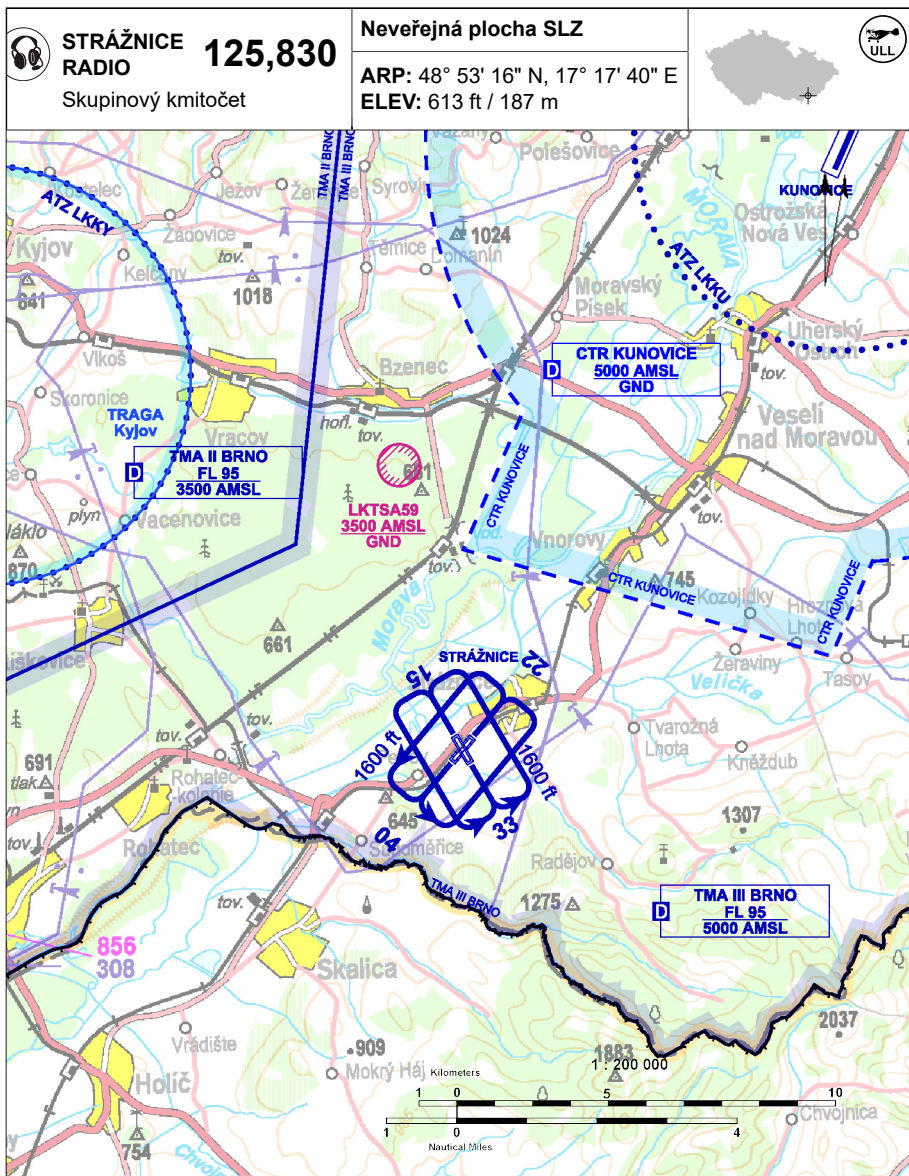 STRÁŽNICE
RADIO
125,830
Skupinový kmitočet
Neveřejná plocha SLZ
ARP: 48° 53' 16" N, 17° 17' 40" E
ELEV: 613 ft / 187 m
ULL
TMA II BRNO
TMA III BRNO
Polešovice
KUNOVICE
ATZ LKKY
Ježov
Žádovice
Kyjov
Kelčany
tov.
1018
641
Těmice
Domanín
1024
MORAVA
Ostrožská
Nová Ves
ATZ LKKU
Moravský
Písek
Uherský
Ostroh
Vlkoš
Skoronice
TRAGA
Kyjov
Vracov
Bzenec
hořl.
tov.
D
CTR KUNOVICE
5000 AMSL
GND
tov.
Veselí
nad Moravou
D
TMA II BRNO
FL 95
3500 AMSL
661
LKTSA59
3500 AMSL
GND
CTR KUNOVICE
plyn
Vacenovice
870
tov.
Vnorovy
tov.
745
CTR KUNOVICE
Kozojídky
CTR KUNOVICE
Morava
661
STRÁŽNICE
15
22
Žeraviny
Velička
Tasov
tov.
tov.
691
tlak.
Rohatec
-kolonie
1600 ft
1600 ft
Tvarožná
Lhota
Kněždub
645
04
33
1307
tov.
Rohatec
Sudoměřice
Radějov
TMA III BRNO
1275
D
TMA III BRNO
FL 95
5000 AMSL
tov.
856
308
Skalica
2037
Vrádište
909
Mokrý Háj
1883
1 : 200 000
Kilometers
1 0 5 10
Holíč
Chvojnica
1 0 4
Nautical Miles
754